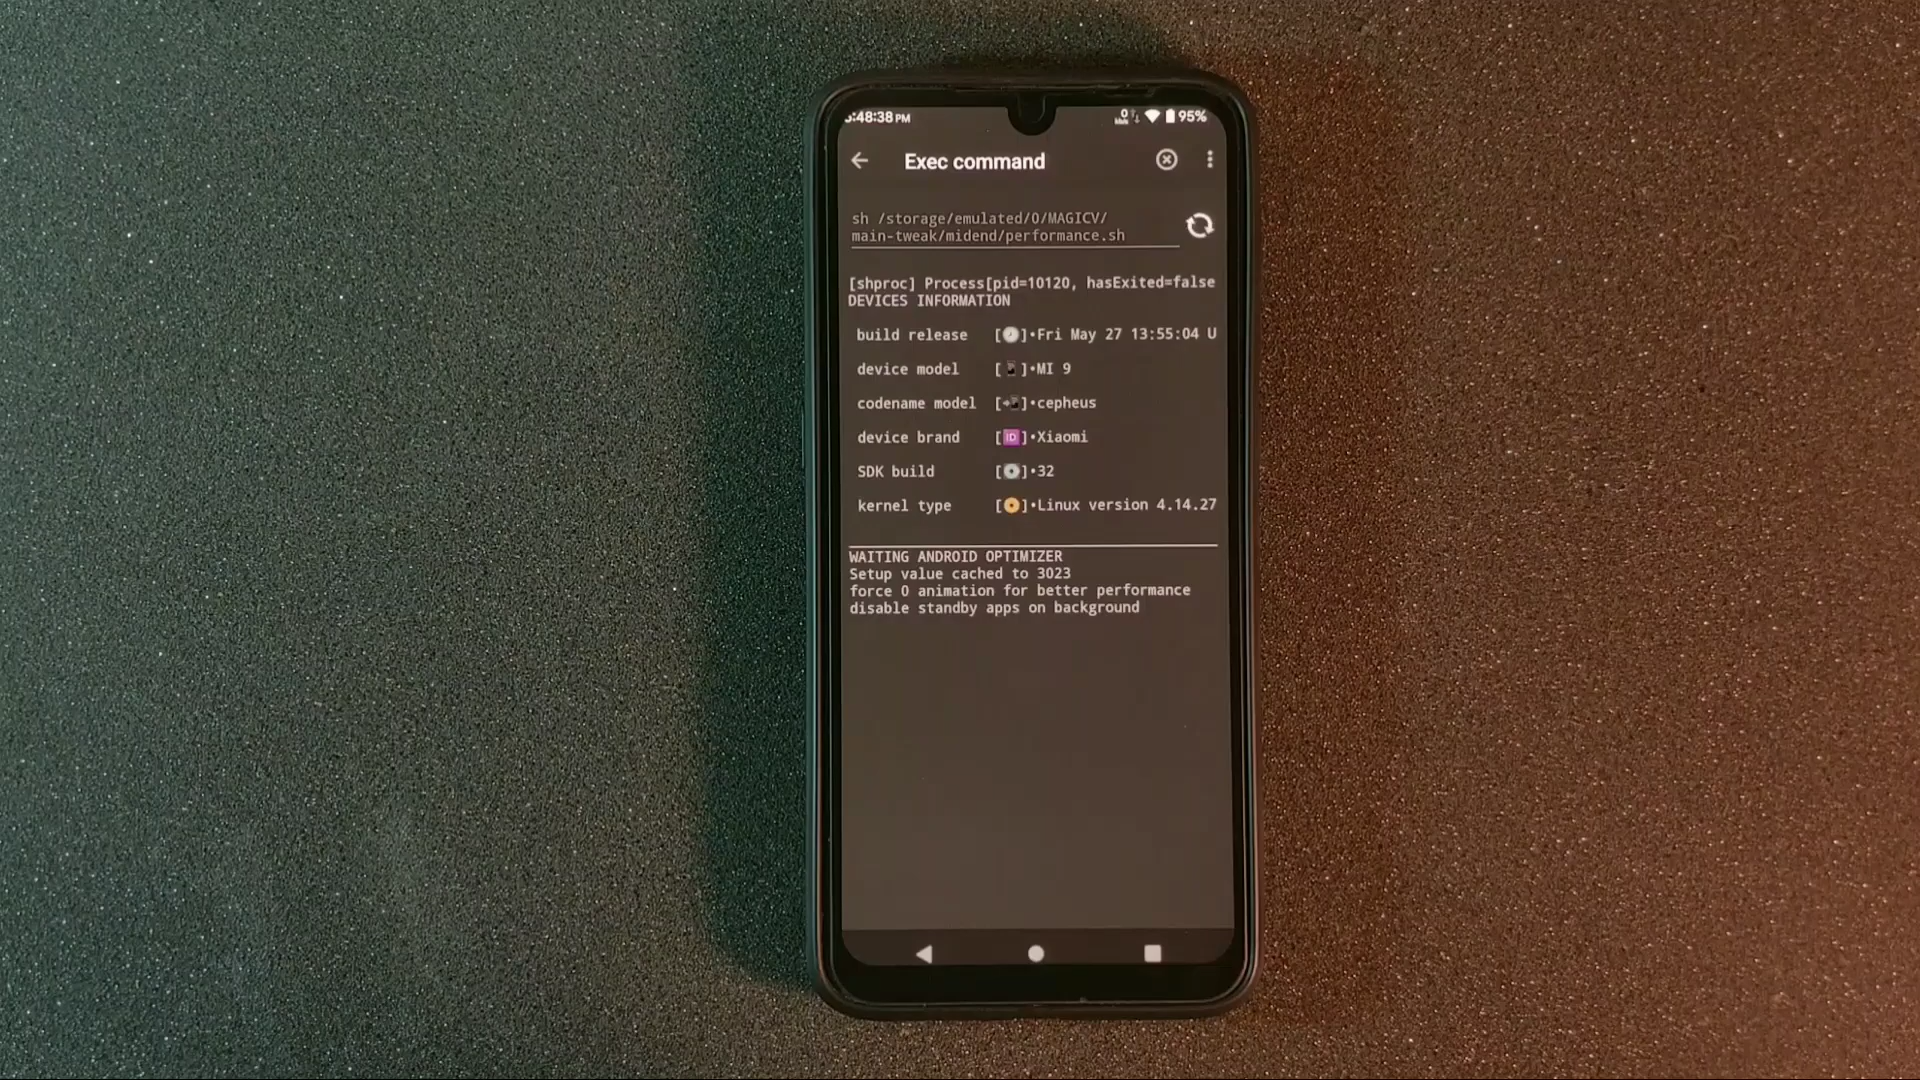 :48:38 PM 95%
Exec command
sh /storage/emulated/0/MAGICV/
main-tweak/midend/performance.sh
[shproc] Process[pid=10120, hasExited=false
DEVICES INFORMATION
build release [🕗]•Fri May 27 13:55:04 U
device model [📱]•MI 9
codename model [📲]•cepheus
device brand [🆔]•Xiaomi
SDK build [💿]•32
kernel type [📀]•Linux version 4.14.27
WAITING ANDROID OPTIMIZER
Setup value cached to 3023
force 0 animation for better performance
disable standby apps on background